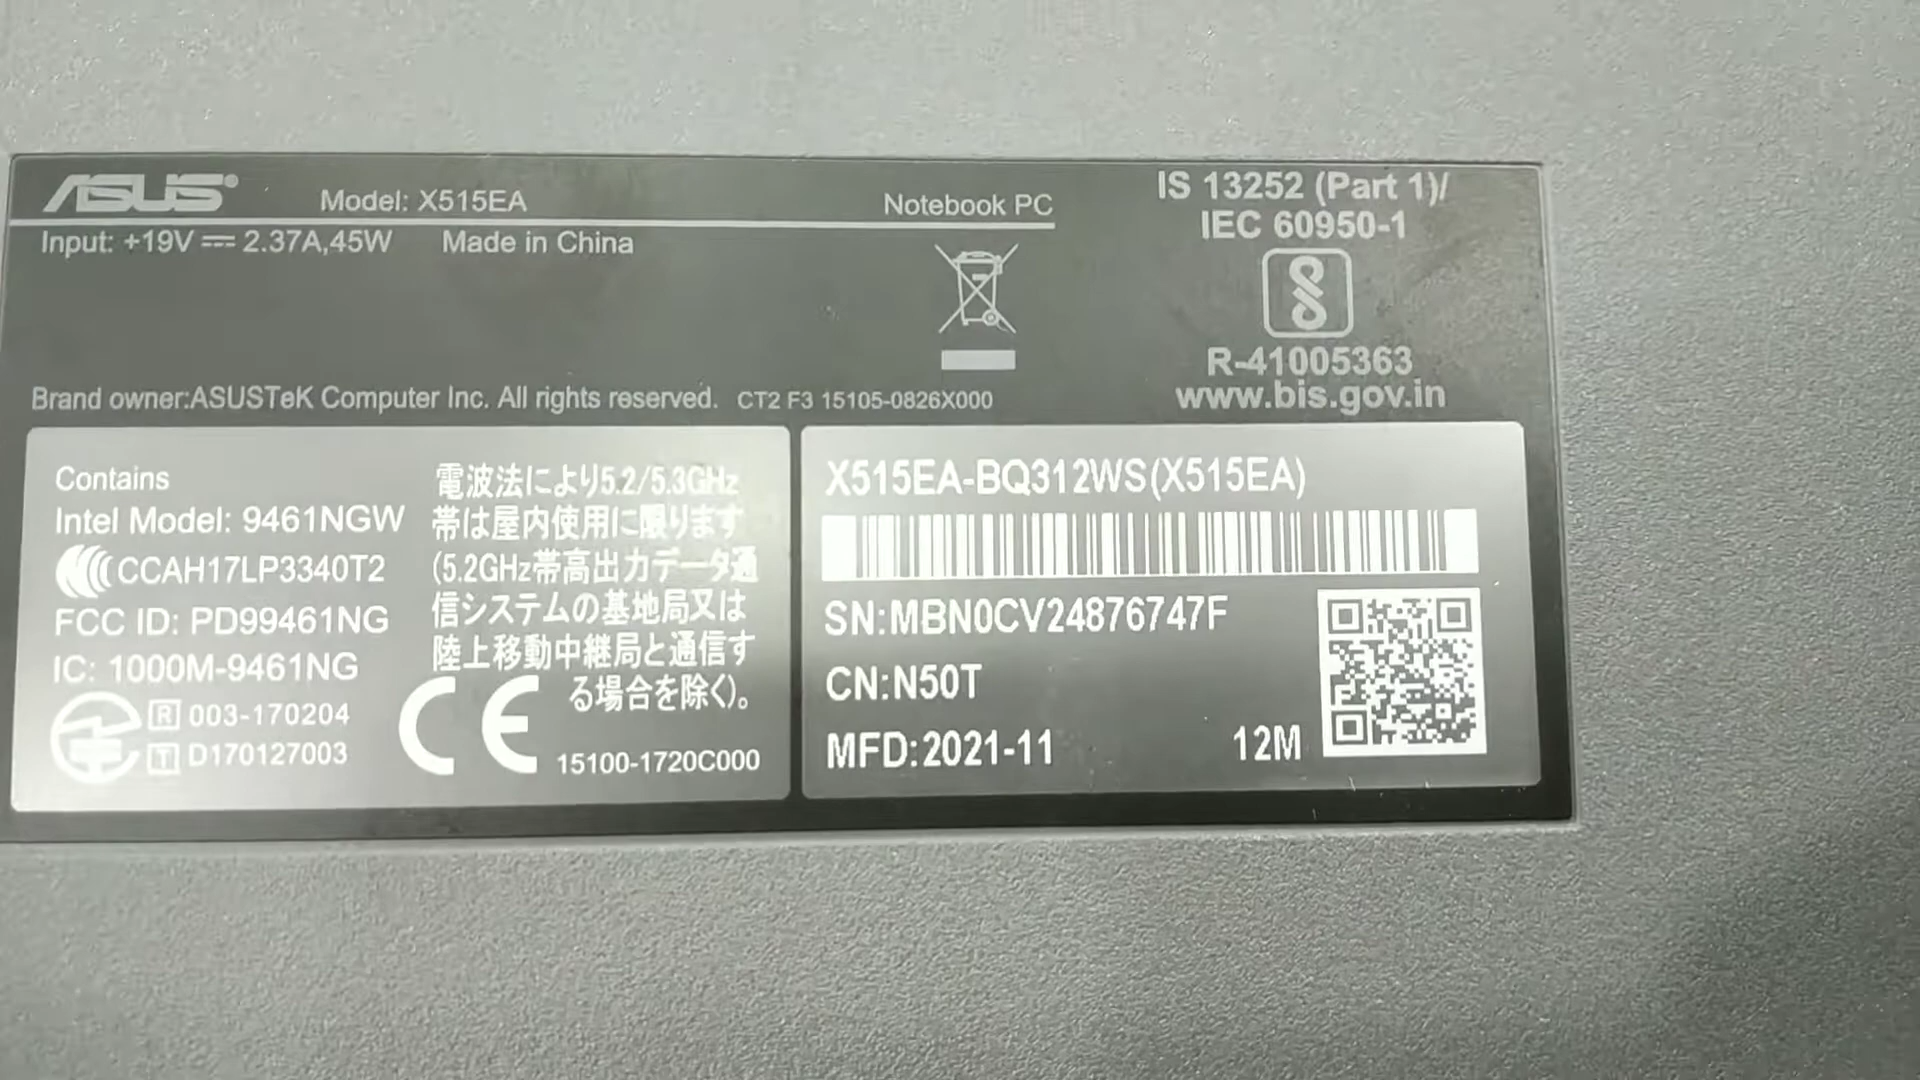 ASUS
Model: X515EA
Notebook PC
Input: +19V ⎓ 2.37A,45W Made in China
Brand owner:ASUSTeK Computer Inc. All rights reserved. CT2 F3 15105-0826X000
IS 13252 (Part 1)/
IEC 60950-1
R-41005363
www.bis.gov.in
Contains
Intel Model: 9461NGW
CCAH17LP3340T2
FCC ID: PD99461NG
IC: 1000M-9461NG
R 003-170204
T D170127003
電波法により5.2/5.3GHz
帯は屋内使用に限ります
(5.2GHz帯高出力データ通
信システムの基地局又は
陸上移動中継局と通信す
る場合を除く)。
CE
15100-1720C000
X515EA-BQ312WS(X515EA)
SN:MBN0CV24876747F
CN:N50T
MFD:2021-11
12M